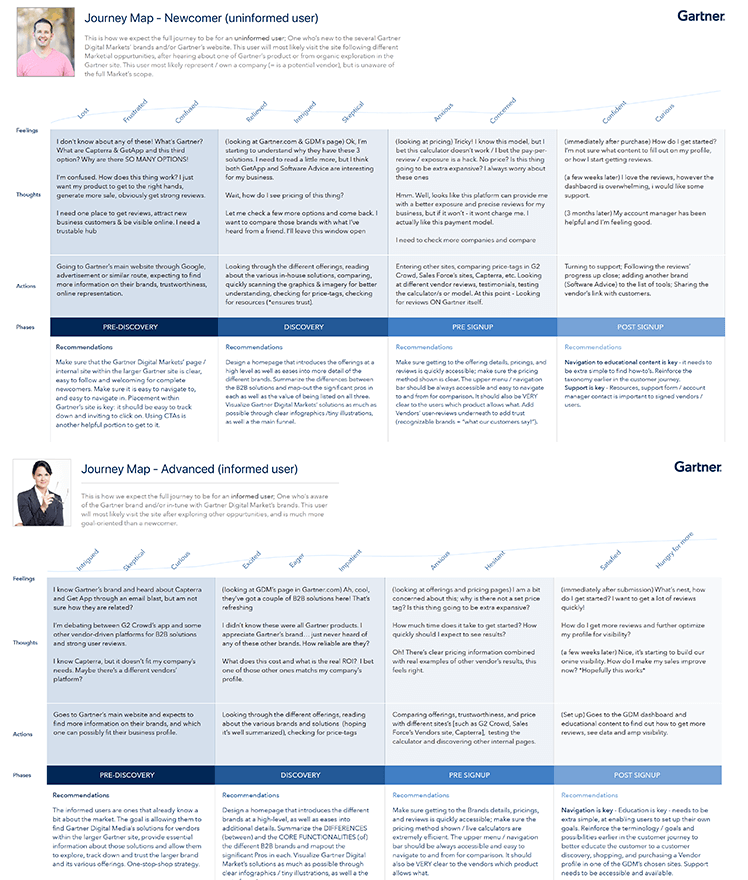 Journey Map - Newcomer (uninformed user)
Gartner.
This is how we expect the full journey to be for an uninformed user; One who's new to the several Gartner
Digital Markets' brands and/or Gartner's website. This user will most likely visit the site following different
Marketial oppurtunities, after hearing about one of Gartner's product or from organic exploration in the
Gartner site. This user most likely represent / own a company (= is a potential vendor), but is unaware of
the full Market's scope.
Feelings
Lost
Frustrated
Confused
Relieved
Intrigued
Skeptical
Anxious
Concerned
Confident
Curious
Thoughts
I don't know about any of these! What's Gartner?
What are Capterra & GetApp and this third
option? Why are there SO MANY OPTIONS!
I'm confused. How does this thing work? I just
want my product to get to the right hands,
generate more sale, obviously get strong reviews.
I need one place to get reviews, attract new
business customers & be visible online. I need a
trustable hub
(looking at Gartner.com & GDM's page) Ok, I'm
starting to understand why they have these 3
solutions. I need to read a little more, but I think
both GetApp and Software Advice are interesting
for my business.
Wait, how do I see pricing of this thing?
Let me check a few more options and come back. I
want to compare those brands with what I've
heard from a friend. I'll leave this window open
(looking at pricing) Tricky! I know this model, but I
bet this calculator doesn't work / I bet the pay-per-
review / exposure is a hack. No price? Is this thing
going to be extra expansive? I always worry about
these ones
Hmm. Well, looks like this platform can provide me
with a better exposure and precise reviews for my
business, but if it won't - it wont charge me. I
actually like this payment model.
I need to check more companies and compare
(immediately after purchase) How do I get started?
I'm not sure what content to fill out on my profile,
or how I start getting reviews.
(a few weeks later) I love the reviews, however the
dashboard is overwhelming, i would like some
support.
(3 months later) My account manager has been
helpful and I'm feeling good.
Actions
Going to Gartner's main website through Google,
advertisement or similar route, expecting to find
more information on their brands, trustworthiness,
online representation.
Looking through the different offerings, reading
about the various in-house solutions, comparing,
quickly scanning the graphics & imagery for better
understanding, checking for price-tags, checking
for resources (*ensures trust).
Entering other sites, comparing price-tags in G2
Crowd, Sales Force's sites, Capterra, etc. Looking
at different vendor reviews, testimonials, testing
the calculator/s or model. At this point - Looking
for reviews ON Gartner itself.
Turning to support; Following the reviews'
progress up close; adding another brand
(Software Advice) to the list of tools; Sharing the
vendor's link with customers.
Phases
PRE-DISCOVERY
DISCOVERY
PRE SIGNUP
POST SIGNUP
Recommendations
Make sure that the Gartner Digital Markets' page /
internal site within the larger Gartner site is clear,
easy to follow and welcoming for complete
newcomers. Make sure it is easy to navigate to,
and easy to navigate in. Placement within
Gartner's site is key: it should be easy to track
down and inviting to click on. Using CTAs is
another helpful portion to get to it.
Recommendations
Design a homepage that introduces the offerings at a
high level as well as eases into more detail of the
different brands. Summarize the differences between
the B2B solutions and map-out the significant pros in
each as well as the value of being listed on all three.
Visualize Gartner Digital Markets' solutions as much as
possible through clear infographics /tiny illustrations,
as well as the main funnel.
Recommendations
Make sure getting to the offering details, pricings, and
reviews is quickly accessible; make sure the pricing
method shown is clear. The upper menu / navigation
bar should be always accessible and easy to navigate
to and from for comparison. It should also be VERY
clear to the users which product allows what. Add
Vendors' user-reviews underneath to add trust
(recognizable brands = "what our customers say!").
Recommendations
Navigation to educational content is key - it needs to
be extra simple to find how-to's. Reinforce the
taxonomy earlier in the customer journey.
Support is key - Resources, support form / account
manager contact is important to signed vendors /
users.
Journey Map - Advanced (informed user)
Gartner.
This is how we expect the full journey to be for an informed user; One who's aware
of the Gartner brand and/or in-tune with Gartner Digital Market's brands. This user
will most likely visit the site after exploring other opportunities, and is much more
goal-oriented than a newcomer.
Feelings
Intrigued
Skeptical
Curious
Excited
Eager
Impatient
Anxious
Hesitant
Satisfied
Hungry for more
Thoughts
I know Gartner's brand and heard about Capterra
and Get App through an email blast, but am not
sure how they are related?
I'm debating between G2 Crowd's app and some
other vendor-driven platforms for B2B solutions
and strong user reviews.
I know Capterra, but it doesn't fit my company's
needs. Maybe there's a different vendors'
platform?
(looking at GDM's page in Gartner.com) Ah, cool,
they've got a couple of B2B solutions here! That's
refreshing
I didn't know these were all Gartner products. I
appreciate Gartner's brand... just never heard of
any of these other brands. How reliable are they?
What does this cost and what is the real ROI? I bet
one of those other ones matchs my company's
profile.
(looking at offerings and pricing pages) I am a bit
concerned about this; why is there not a set price
tag? Is this thing going to be extra expansive?
How much time does it take to get started? How
quickly should I expect to see results?
Oh! There's clear pricing information combined
with real examples of other vendor's results, this
feels right.
(immediately after submission) What's nest, how
do I get started? I want to get a lot of reviews
quickly!
How do I get more reviews and further optimize
my profile for visibility?
(a few weeks later) Nice, it's starting to build our
onine visibility. How do I make my sales improve
now? *Hopefully this works*
Actions
Goes to Gartner's main website and expects to
find more information on their brands, and which
one can possibly fit their business profile.
Looking through the different offerings, reading
about the various brands and solutions (hoping
it's well summarized), checking for price-tags
Comparing offerings, trustworthiness, and price
with different sites's [such as G2 Crowd, Sales
Force's Vendors site, Capterra], testing the
calculator and discovering other internal pages.
(Set up) Goes to the GDM dashboard and
educational content to find out how to get more
reviews, see data and amp visibility.
Phases
PRE-DISCOVERY
DISCOVERY
PRE SIGNUP
POST SIGNUP
Recommendations
The informed users are ones that already know a
bit about the market. The goal is allowing them to
find Gartner Digital Media's solutions for vendors
within the larger Gartner site, provide essential
information about those solutions and allow them
to explore, track down and trust the larger brand
and its various offerings. One-stop-shop strategy.
Recommendations
Design a homepage that introduces the different
brands at a high-level, as well as eases into
additional details. Summarize the DIFFERENCES
(between) and the CORE FUNCTIONALITIES (of)
the different B2B brands and mapout the
significant Pros in each. Visualize Gartner Digital
Market's solutions as much as possible through
clear infographics / tiny illustrations, as well as the
Recommendations
Make sure getting to the Brands details, pricings,
and reviews is quickly accessible; make sure the
pricing method shown / live calculators are
extremely efficient. The upper menu / navigation
bar should be always accessible and easy to
navigate to and from for comparison. It should
also be VERY clear to the users which product
allows what.
Recommendations
Navigation is key - Education is key - needs to be
extra simple, at enabling users to set up their own
goals. Reinforce the terminology / goals and
possibilities earlier in the customer journey to
better educate the customer to a customer
discovery, shopping, and purchasing a Vendor
profile in one of the GDM's chosen sites. Support
needs to be accessible and available.